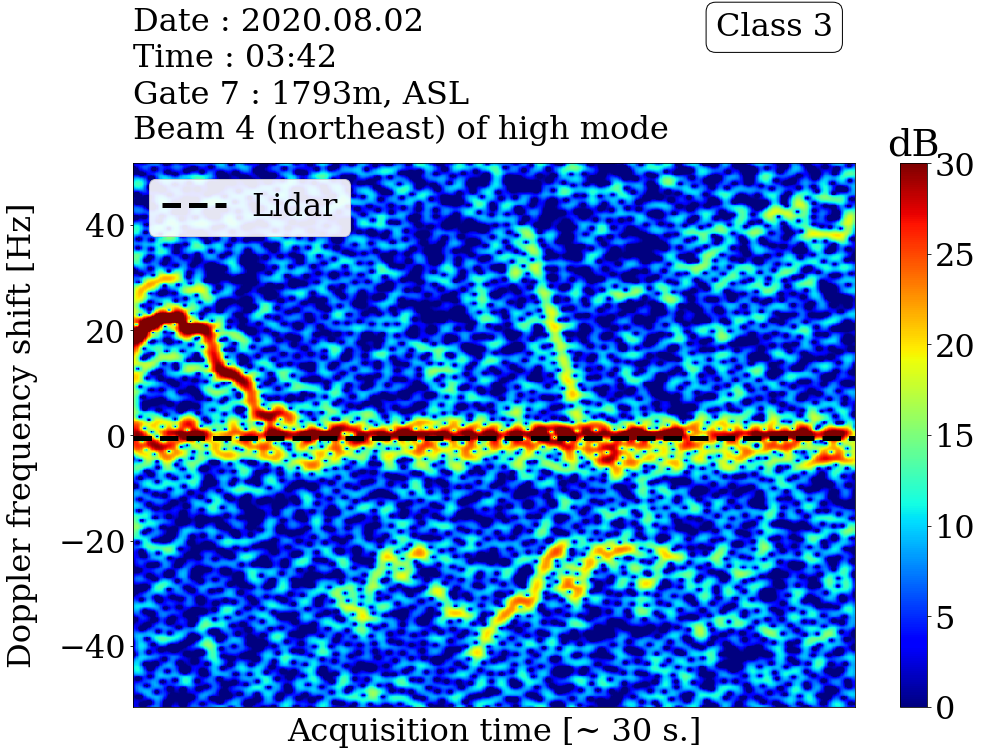 Date : 2020.08.02
Time : 03:42
Gate 7 : 1793m, ASL
Beam 4 (northeast) of high mode
Class 3
dB
Lidar
Doppler frequency shift [Hz]
40
20
0
−20
−40
30
25
20
15
10
5
0
Acquisition time [~ 30 s.]